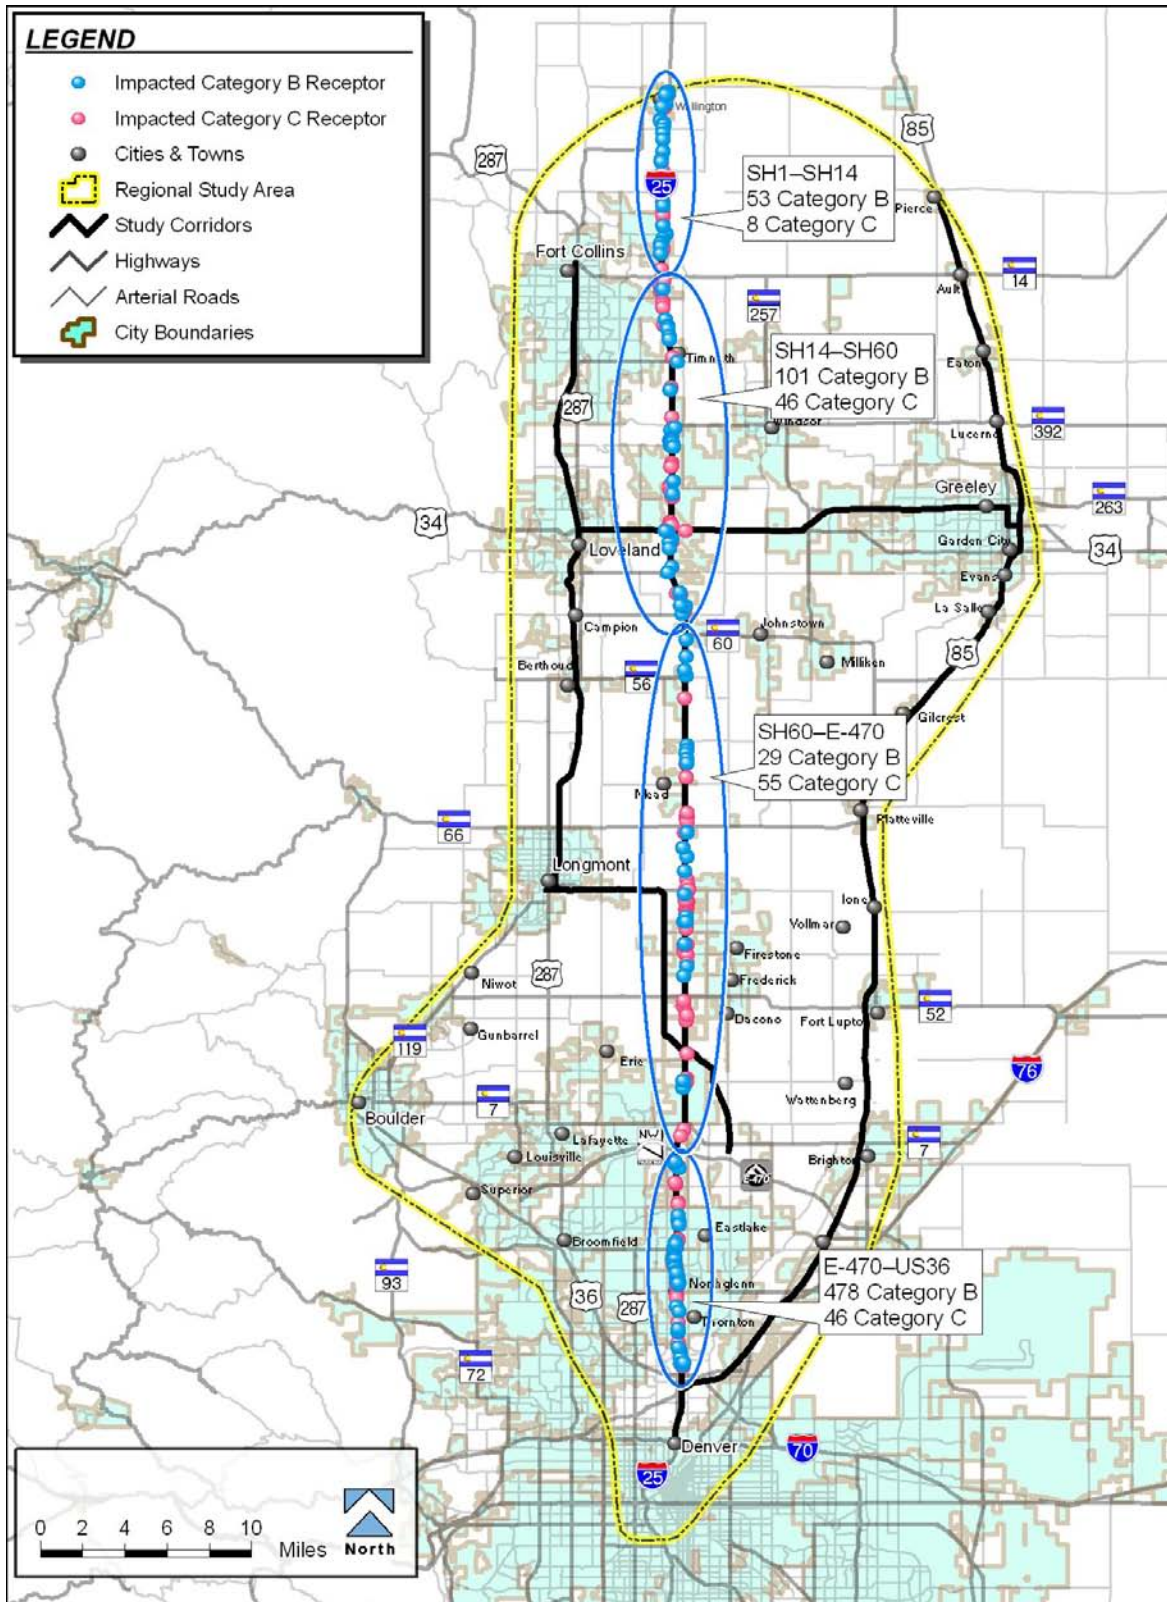 LEGEND
Impacted Category B Receptor
Impacted Category C Receptor
Cities & Towns
Regional Study Area
Study Corridors
Highways
Arterial Roads
City Boundaries
Wellington
85
287
25
SH1–SH14
53 Category B
8 Category C
Pierce
Fort Collins
14
Ault
257
SH14–SH60
101 Category B
46 Category C
Timnath
Eaton
287
Windsor
Lucerne
392
Greeley
263
34
Loveland
Garden City
34
Evans
La Salle
Campion
60
Johnstown
85
Berthoud
56
Milliken
Gilcrest
SH60–E-470
29 Category B
55 Category C
Mead
Platteville
66
Longmont
Ione
Vollmar
Firestone
Niwot
287
Frederick
52
Dacono
Fort Lupton
Gunbarrel
119
Erie
76
Wattenberg
7
Boulder
Lafayette
NW
7
Louisville
Brighton
E-470
Superior
Eastlake
Broomfield
E-470–US36
478 Category B
46 Category C
93
Northglenn
36
287
Thornton
72
Denver
70
25
0 2 4 6 8 10
Miles
North